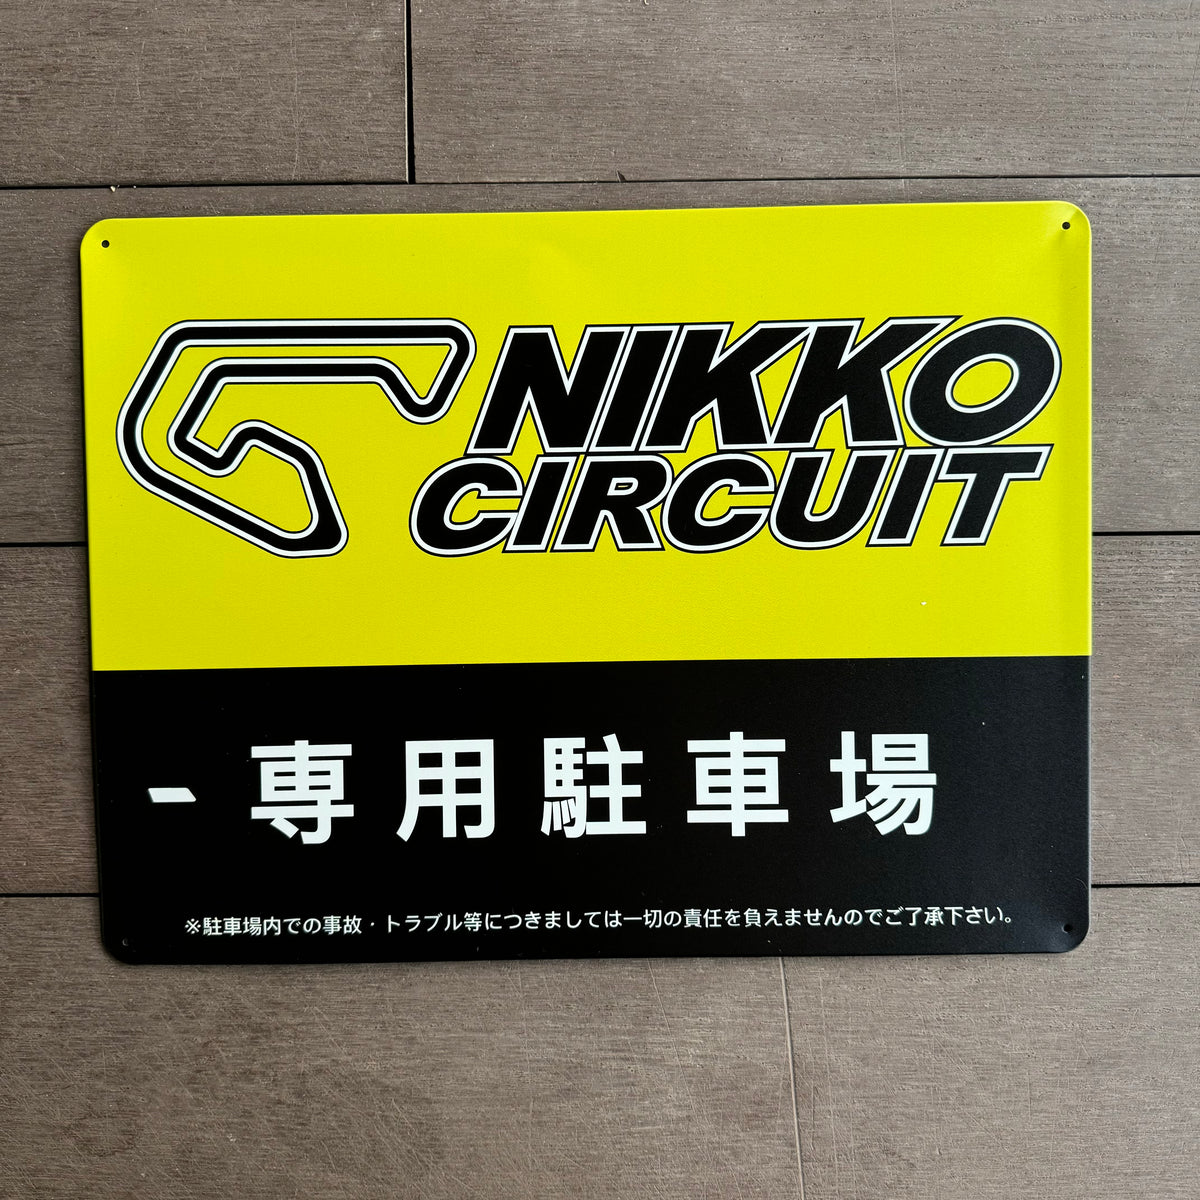 NIKKO
CIRCUIT
- 専用駐車場
※駐車場内での事故・トラブル等につきましては一切の責任を負えませんのでご了承下さい。